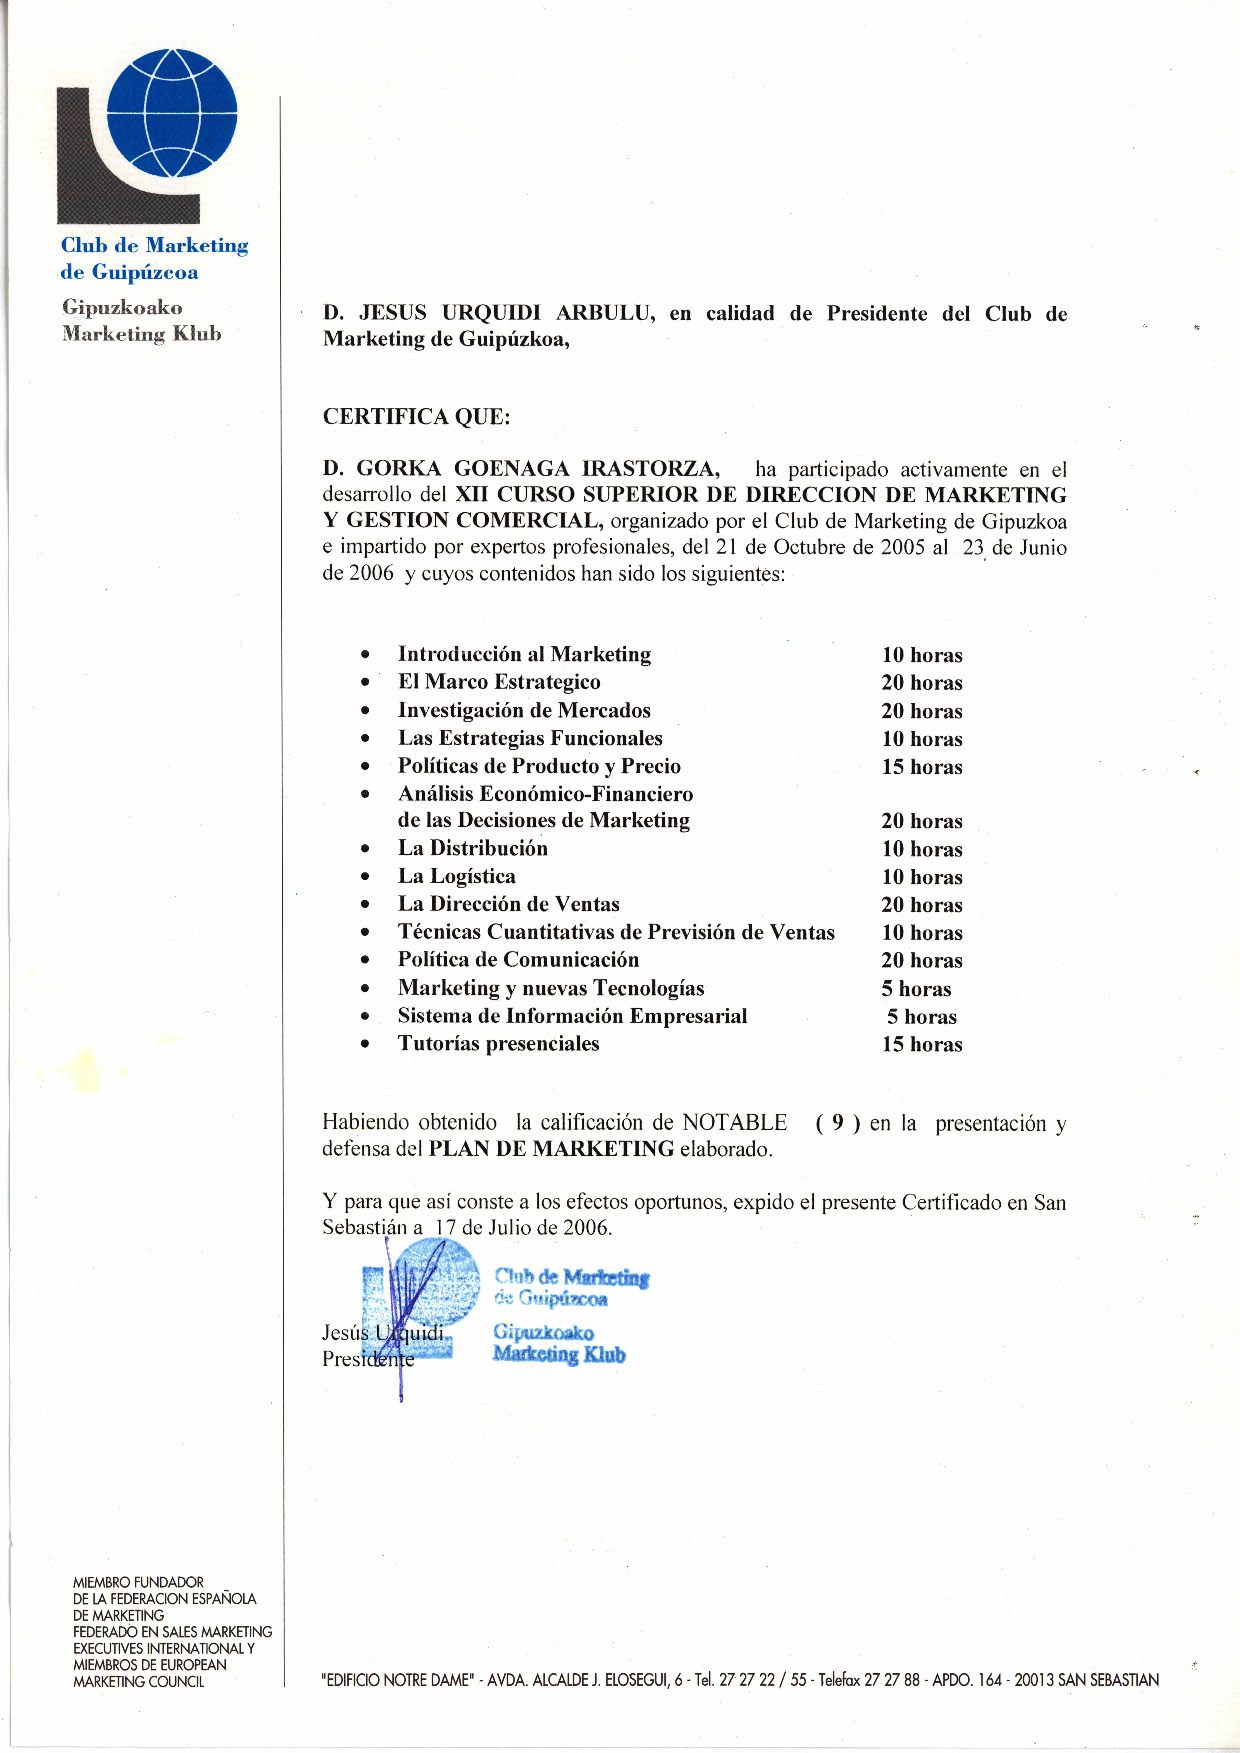 Club de Marketing
de Guipúzcoa
Gipuzkoako
Marketing Klub
D. JESUS URQUIDI ARBULU, en calidad de Presidente del Club de
Marketing de Guipúzkoa,
CERTIFICA QUE:
D. GORKA GOENAGA IRASTORZA, ha participado activamente en el
desarrollo del XII CURSO SUPERIOR DE DIRECCION DE MARKETING
Y GESTION COMERCIAL, organizado por el Club de Marketing de Gipuzkoa
e impartido por expertos profesionales, del 21 de Octubre de 2005 al 23 de Junio
de 2006 y cuyos contenidos han sido los siguientes:
• Introducción al Marketing 10 horas
• El Marco Estrategico 20 horas
• Investigación de Mercados 20 horas
• Las Estrategias Funcionales 10 horas
• Políticas de Producto y Precio 15 horas
• Análisis Económico-Financiero
de las Decisiones de Marketing 20 horas
• La Distribución 10 horas
• La Logística 10 horas
• La Dirección de Ventas 20 horas
• Técnicas Cuantitativas de Previsión de Ventas 10 horas
• Política de Comunicación 20 horas
• Marketing y nuevas Tecnologías 5 horas
• Sistema de Información Empresarial 5 horas
• Tutorías presenciales 15 horas
Habiendo obtenido la calificación de NOTABLE ( 9 ) en la presentación y
defensa del PLAN DE MARKETING elaborado.
Y para que así conste a los efectos oportunos, expido el presente Certificado en San
Sebastián a 17 de Julio de 2006.
Club de Marketing
de Guipúzcoa
Gipuzkoako
Marketing Klub
Jesús Urquidi
Presidente
MIEMBRO FUNDADOR
DE LA FEDERACION ESPAÑOLA
DE MARKETING
FEDERADO EN SALES MARKETING
EXECUTIVES INTERNATIONAL Y
MIEMBROS DE EUROPEAN
MARKETING COUNCIL
"EDIFICIO NOTRE DAME" - AVDA. ALCALDE J. ELOSEGUI, 6 - Tel. 27 27 22 / 55 - Telefax 27 27 88 - APDO. 164 - 20013 SAN SEBASTIAN